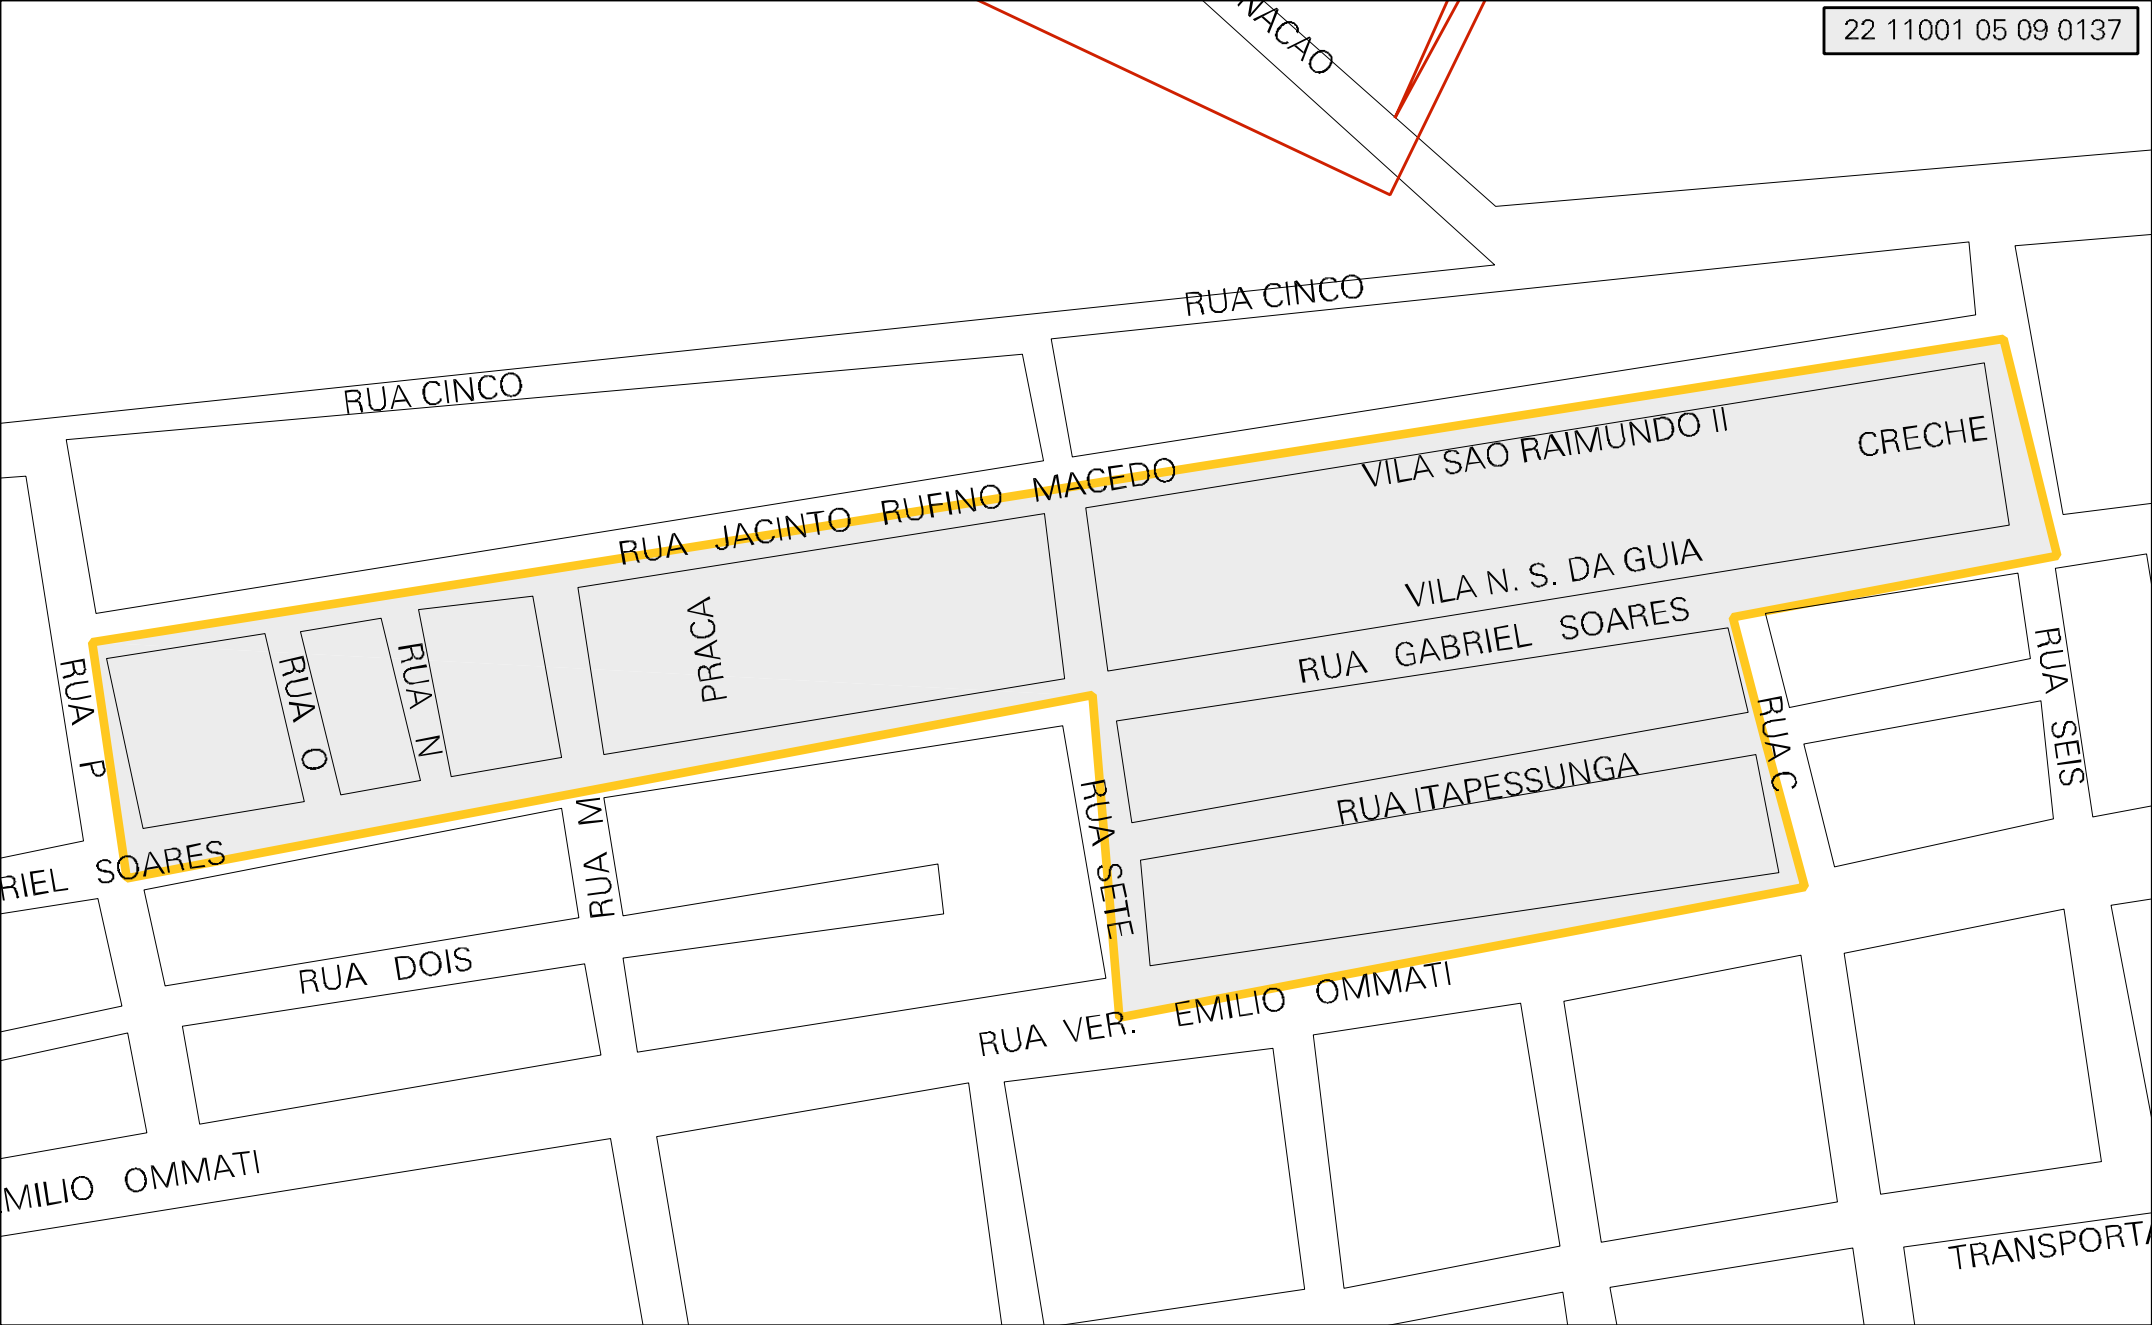 NACAO
22 11001 05 09 0137
RUA CINCO
RUA CINCO
RUA JACINTO RUFINO MACEDO
VILA SAO RAIMUNDO II
CRECHE
VILA N. S. DA GUIA
RUA GABRIEL SOARES
PRACA
RUA P
RUA O
RUA N
RUA SEIS
RUA C
RUA ITAPESSUNGA
RUA SETE
RUA M
RIEL SOARES
RUA DOIS
RUA VER. EMILIO OMMATI
MILIO OMMATI
TRANSPORTA